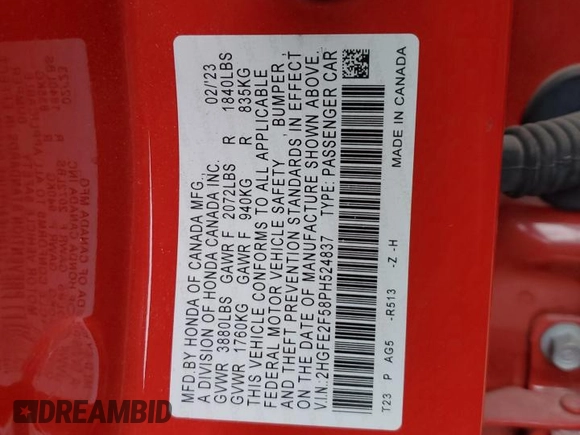 MFD.BY HONDA OF CANADA MFG.,
A DIVISION OF HONDA CANADA INC. 02/'23
GVWR 3880LBS GAWR F 2072LBS R 1840LBS
GVWR 1760KG GAWR F 940KG R 835KG
THIS VEHICLE CONFORMS TO ALL APPLICABLE
FEDERAL MOTOR VEHICLE SAFETY, BUMPER,
AND THEFT PREVENTION STANDARDS IN EFFECT
ON THE DATE OF MANUFACTURE SHOWN ABOVE.
V.I.N.:2HGFE2F58PH524837 TYPE: PASSENGER CAR
T23 P AG5 -R513 -Z -H
MADE IN CANADA
DREAMBID